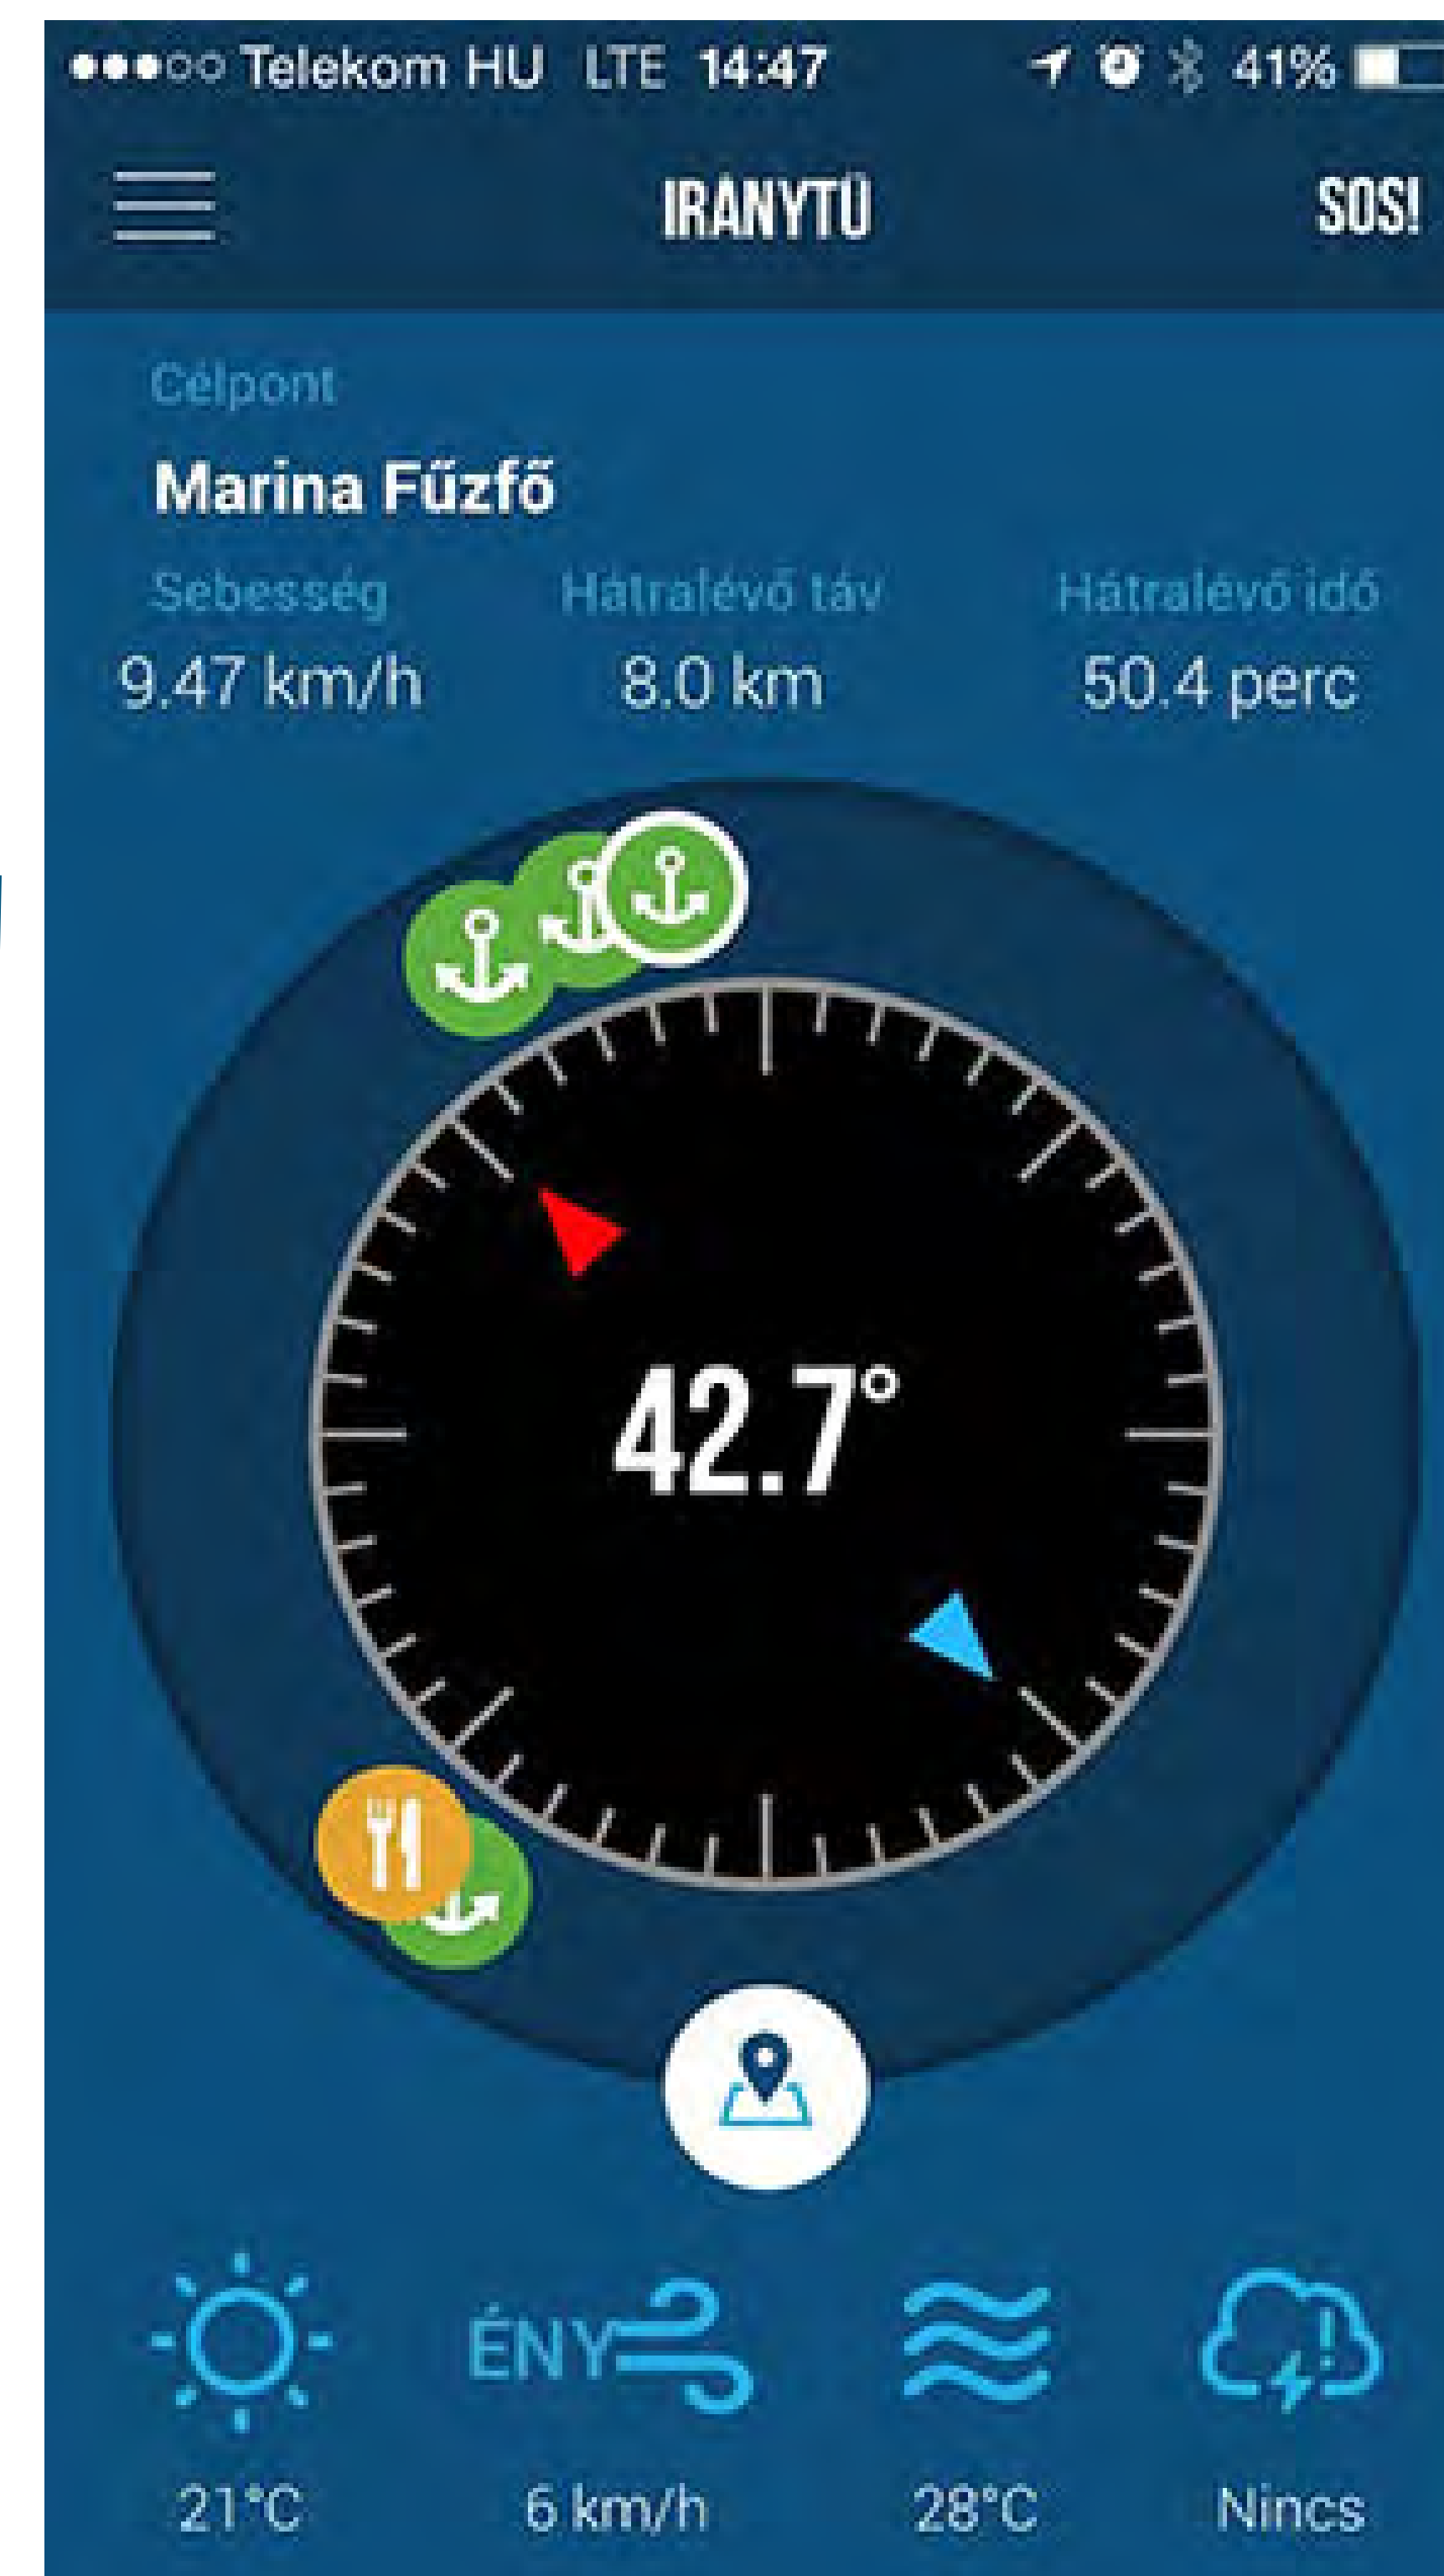 Telekom HU LTE 14:47 41%
IRÁNYTŰ SOS!
Célpont
Marina Fűzfő
Sebesség Hátralévő táv Hátralévő idő
9.47 km/h 8.0 km 50.4 perc
42.7°
ÉNY
21°C 6 km/h 28°C Nincs